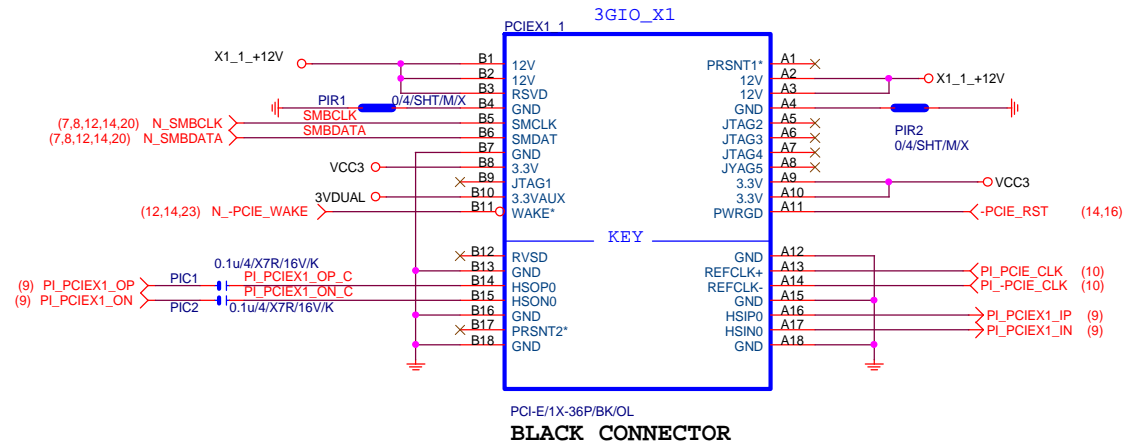 3GIO_X1
PCIEX1_1
X1_1_+12V B1 12V PRSNT1* A1
B2 12V 12V A2 X1_1_+12V
B3 RSVD 12V A3
PIR1 0/4/SHT/M/X B4 GND GND A4
(7,8,12,14,20) N_SMBCLK SMBCLK B5 SMCLK JTAG2 A5
(7,8,12,14,20) N_SMBDATA SMBDATA B6 SMDAT JTAG3 A6 PIR2
B7 GND JTAG4 A7 0/4/SHT/M/X
VCC3 B8 3.3V JYAG5 A8
B9 JTAG1 3.3V A9 VCC3
3VDUAL B10 3.3VAUX 3.3V A10
(12,14,23) N_-PCIE_WAKE B11 WAKE* PWRGD A11 -PCIE_RST (14,16)
KEY
B12 RVSD GND A12
0.1u/4/X7R/16V/K B13 GND REFCLK+ A13 PI_PCIE_CLK (10)
(9) PI_PCIEX1_OP PIC1 PI_PCIEX1_OP_C B14 HSOP0 REFCLK- A14 PI_-PCIE_CLK (10)
(9) PI_PCIEX1_ON PIC2 PI_PCIEX1_ON_C B15 HSON0 GND A15
0.1u/4/X7R/16V/K B16 GND HSIP0 A16 PI_PCIEX1_IP (9)
B17 PRSNT2* HSIN0 A17 PI_PCIEX1_IN (9)
B18 GND GND A18
PCI-E/1X-36P/BK/OL
BLACK CONNECTOR